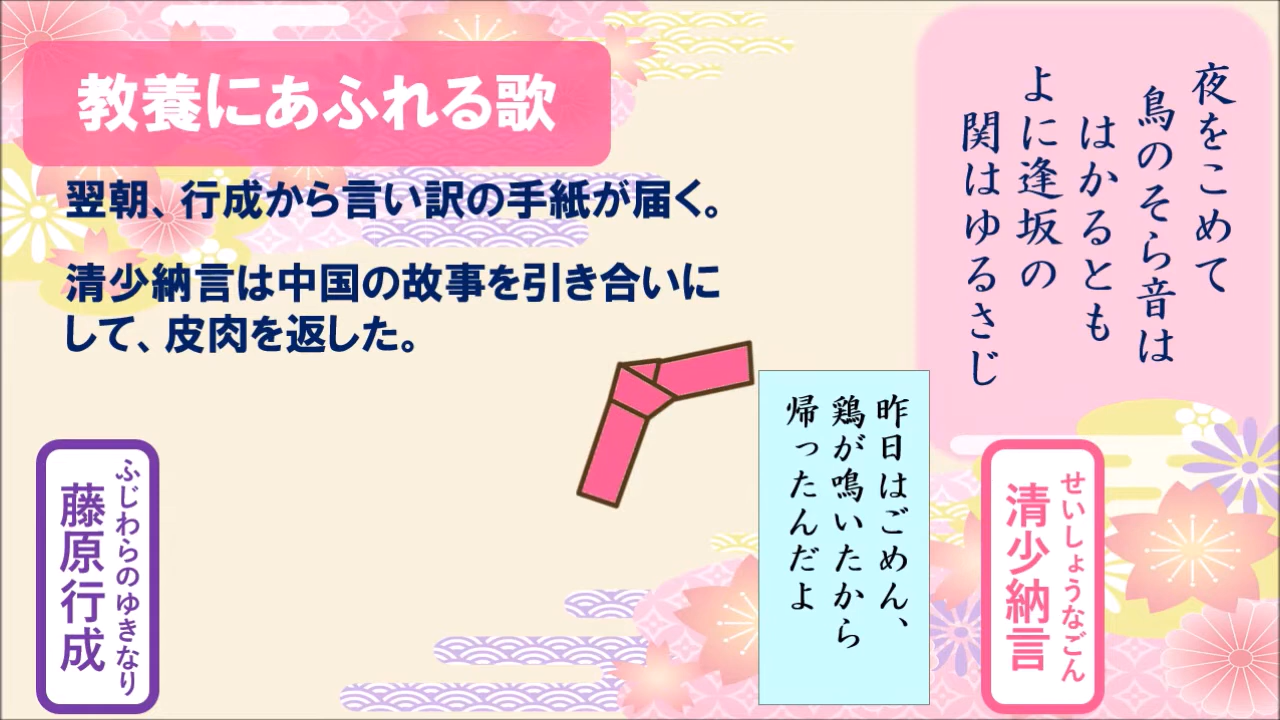 教養にあふれる歌
翌朝、行成から言い訳の手紙が届く。
清少納言は中国の故事を引き合いに
して、皮肉を返した。
夜をこめて
鳥のそら音は
はかるとも
よに逢坂の
関はゆるさじ
昨日はごめん、
鶏が鳴いたから
帰ったんだよ
せいしょうなごん
清少納言
ふじわらのゆきなり
藤原行成